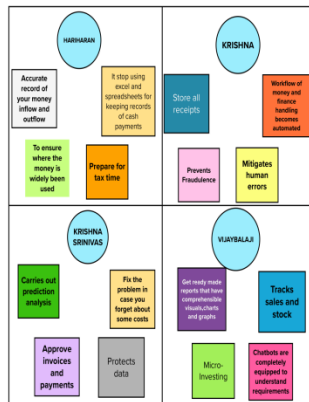 HARIHARAN
Accurate
record of
your money
inflow and
outflow
It stop using
excel and
spreadsheets for
keeping records
of cash
payments
To ensure
where the
money is
widely been
used
Prepare for
tax time
KRISHNA
Store all
receipts
Workflow of
money and
finance
handling
becomes
automated
Prevents
Fraudulence
Mitigates
human
errors
KRISHNA
SRINIVAS
Carries out
prediction
analysis
Fix the
problem in
case you
forget about
some costs
Approve
invoices
and
payments
Protects
data
VIJAYBALAJI
Get ready made
reports that have
comprehensible
visuals,charts
and graphs
Tracks
sales and
stock
Micro-
Investing
Chatbots are
completely
equipped to
understand
requirements